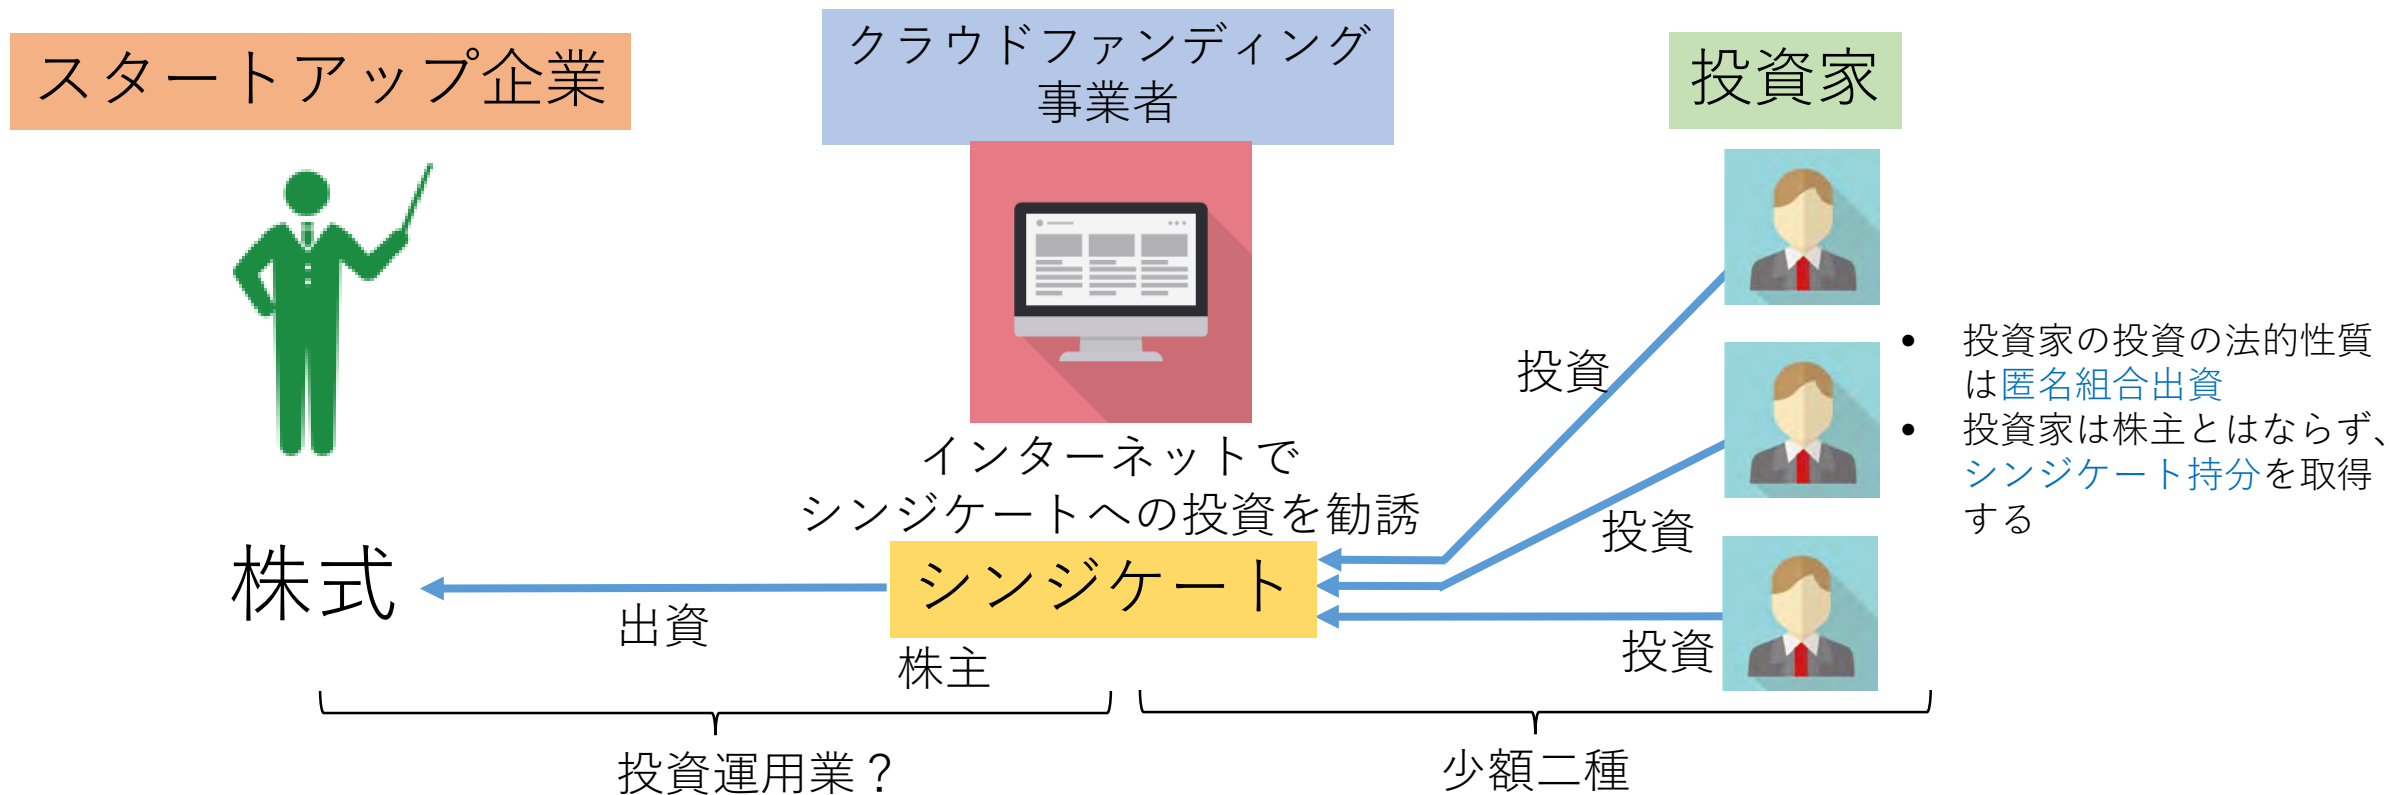 スタートアップ企業
クラウドファンディング
事業者
投資家
インターネットで
シンジケートへの投資を勧誘
株式
出資
シンジケート
株主
投資
投資
投資
• 投資家の投資の法的性質
は匿名組合出資
• 投資家は株主とはならず、
シンジケート持分を取得
する
投資運用業？
少額二種